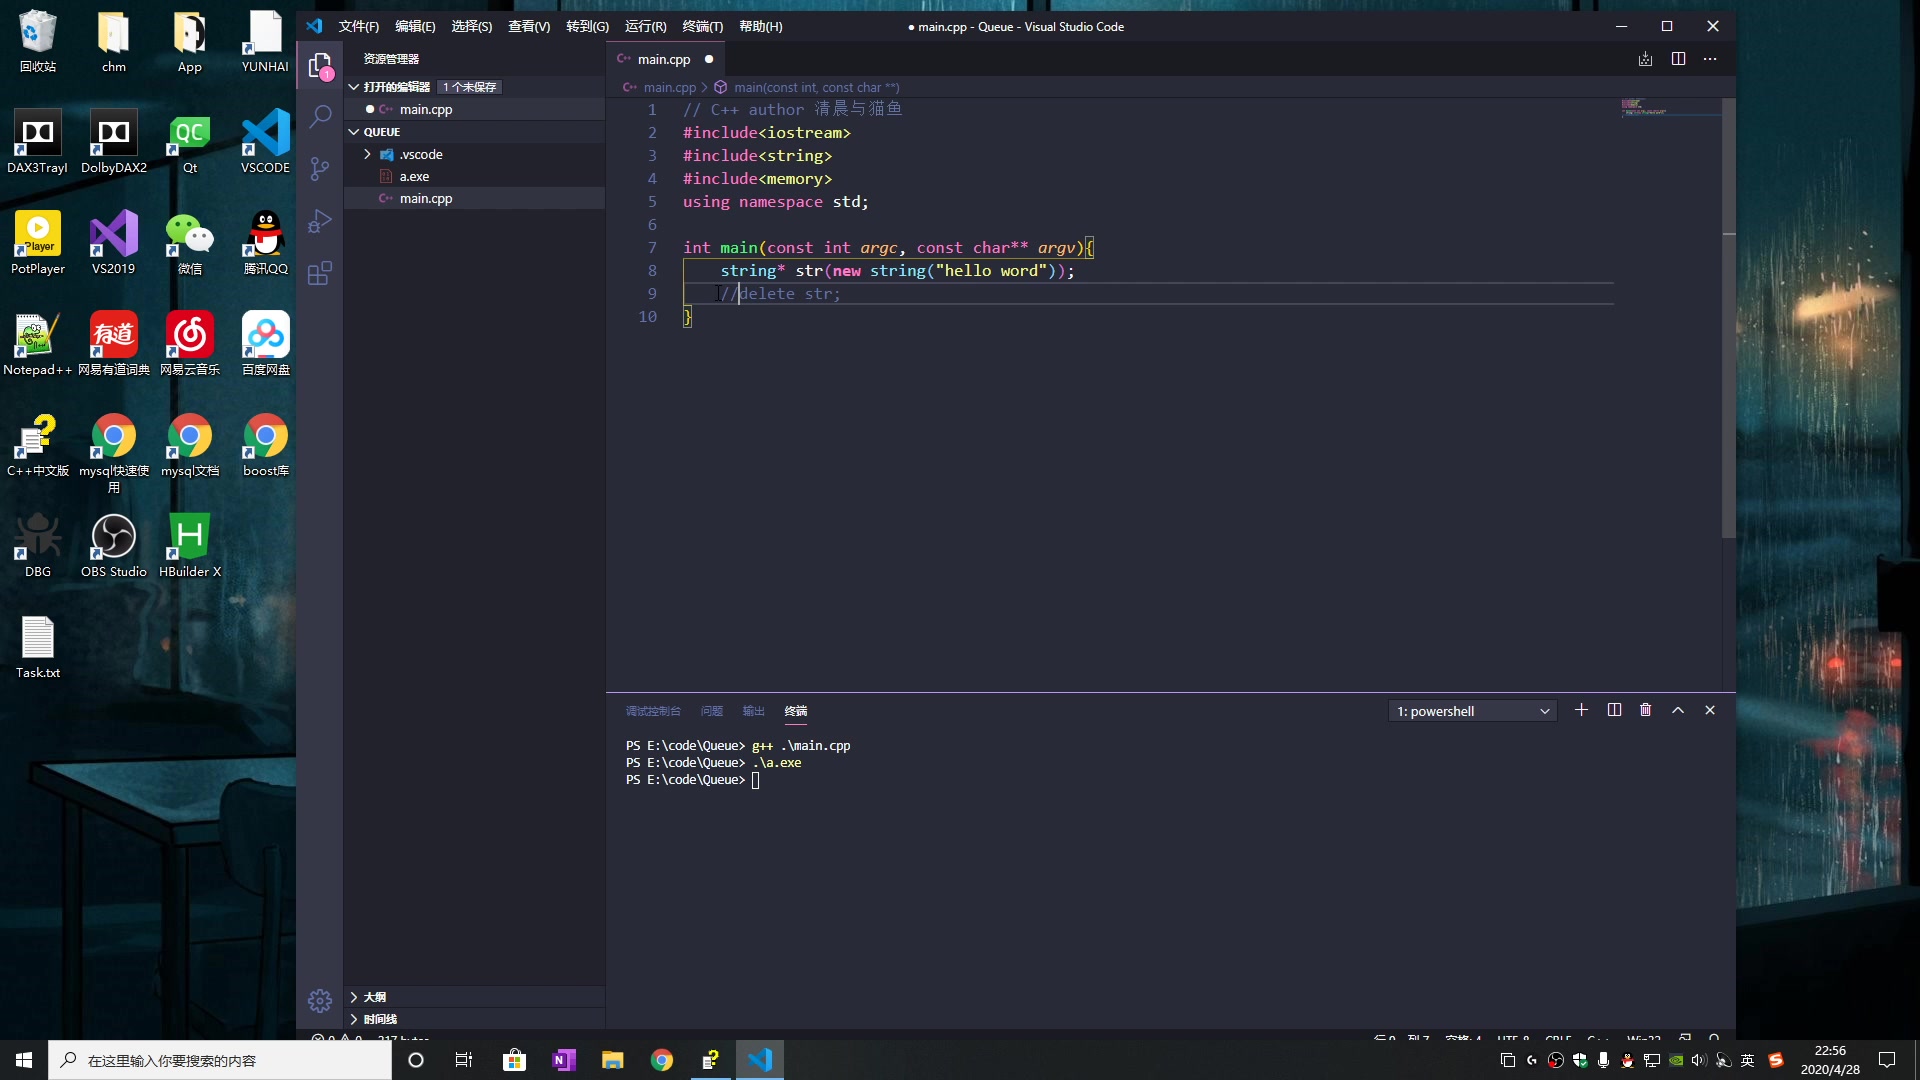 回收站
chm
App
YUNHAI
DAX3TrayI
DolbyDAX2
Qt
VSCODE
PotPlayer
VS2019
微信
腾讯QQ
Notepad++
网易有道词典
网易云音乐
百度网盘
C++中文版
mysql快速使
用
mysql文档
boost库
DBG
OBS Studio
HBuilder X
Task.txt
文件(F) 编辑(E) 选择(S) 查看(V) 转到(G) 运行(R) 终端(T) 帮助(H)
● main.cpp - Queue - Visual Studio Code
资源管理器
打开的编辑器 1 个未保存
main.cpp
QUEUE
.vscode
a.exe
main.cpp
大纲
时间线
main.cpp
main.cpp > main(const int, const char **)
1 // C++ author 清晨与猫鱼
2 #include<iostream>
3 #include<string>
4 #include<memory>
5 using namespace std;
6
7 int main(const int argc, const char** argv){
8 string* str(new string("hello word"));
9 //delete str;
10 }
调试控制台 问题 输出 终端
1: powershell
PS E:\code\Queue> g++ .\main.cpp
PS E:\code\Queue> .\a.exe
PS E:\code\Queue>
在这里输入你要搜索的内容
英
22:56
2020/4/28